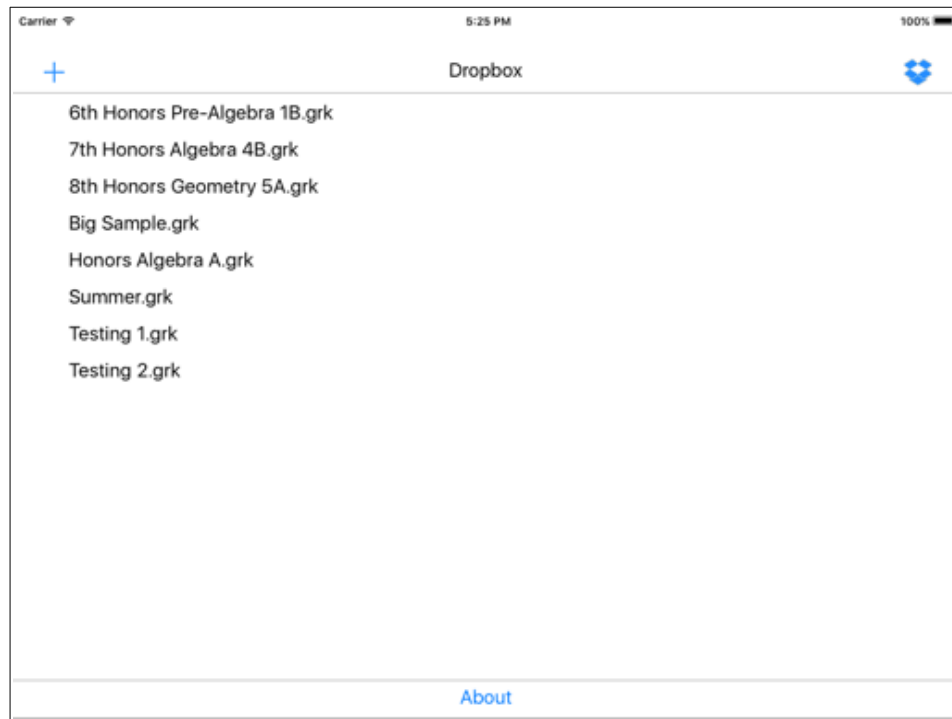 Carrier 5:25 PM 100%
+ Dropbox
6th Honors Pre-Algebra 1B.grk
7th Honors Algebra 4B.grk
8th Honors Geometry 5A.grk
Big Sample.grk
Honors Algebra A.grk
Summer.grk
Testing 1.grk
Testing 2.grk
About